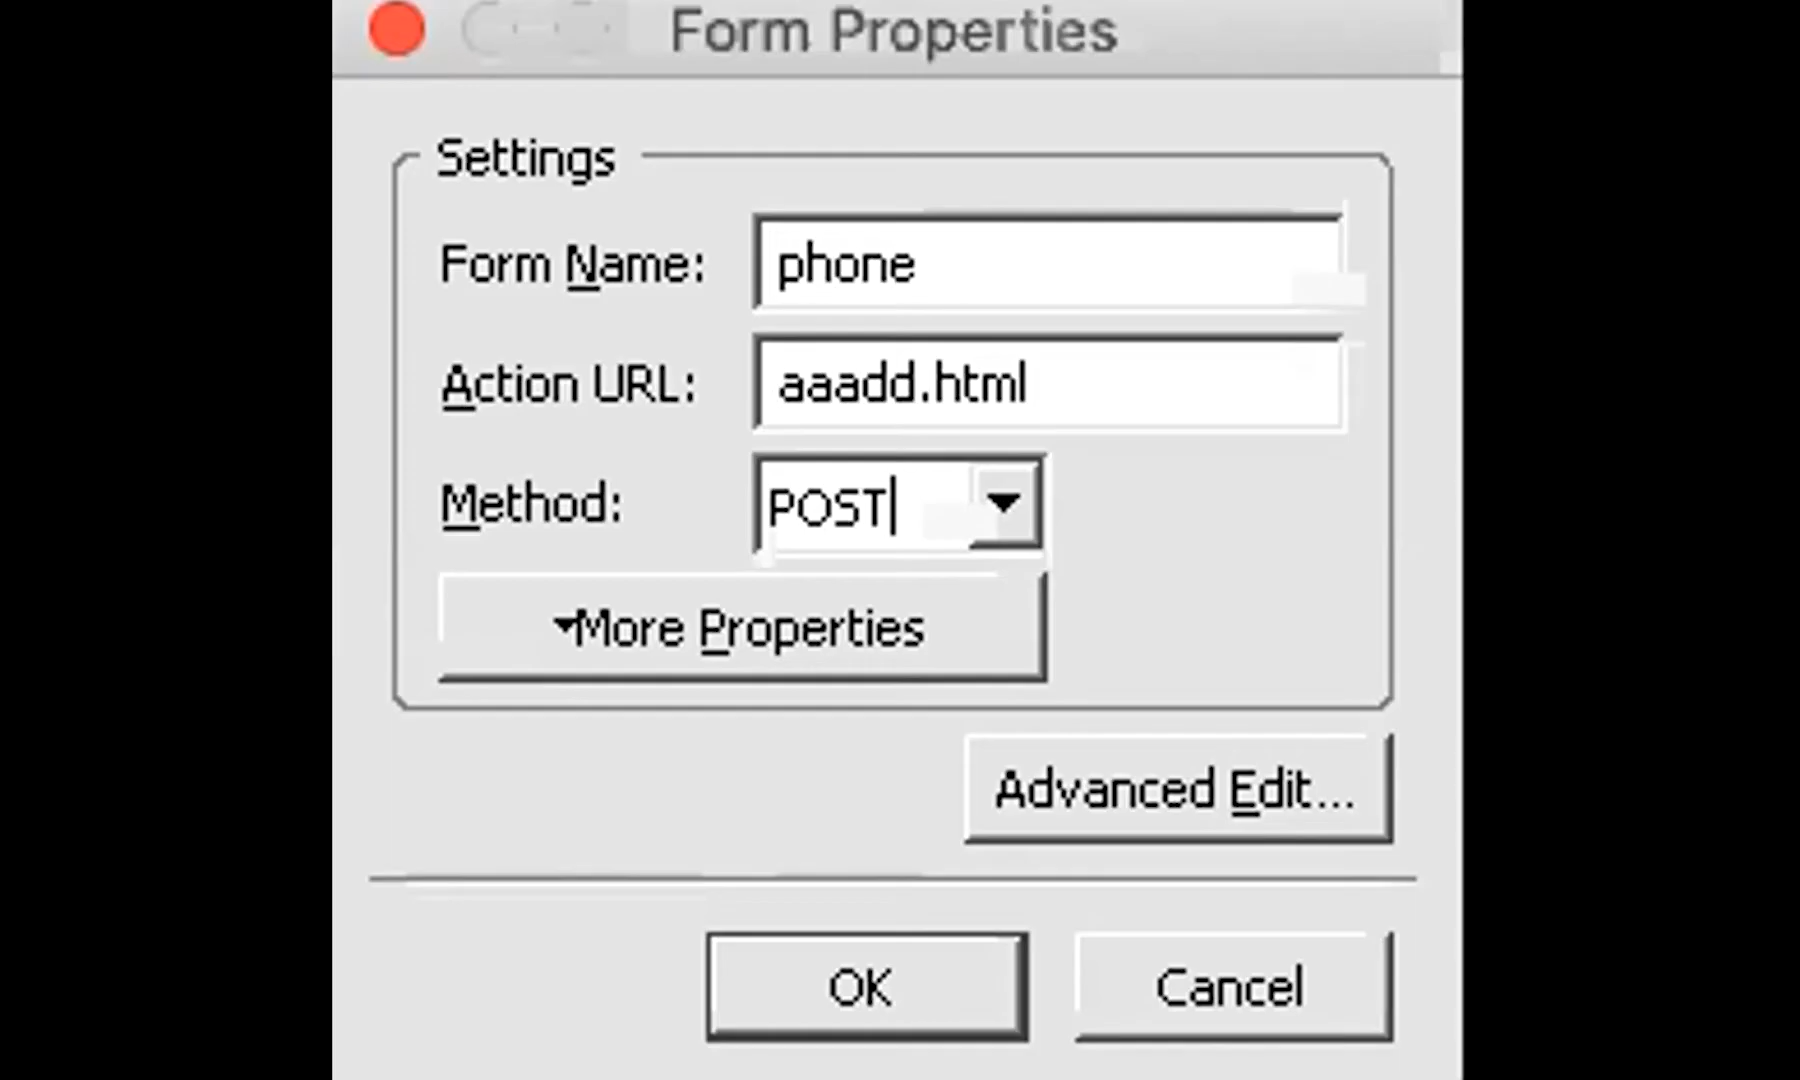 Form Properties
Settings
Form Name: phone
Action URL: aaadd.html
Method: POST
More Properties
Advanced Edit...
OK Cancel